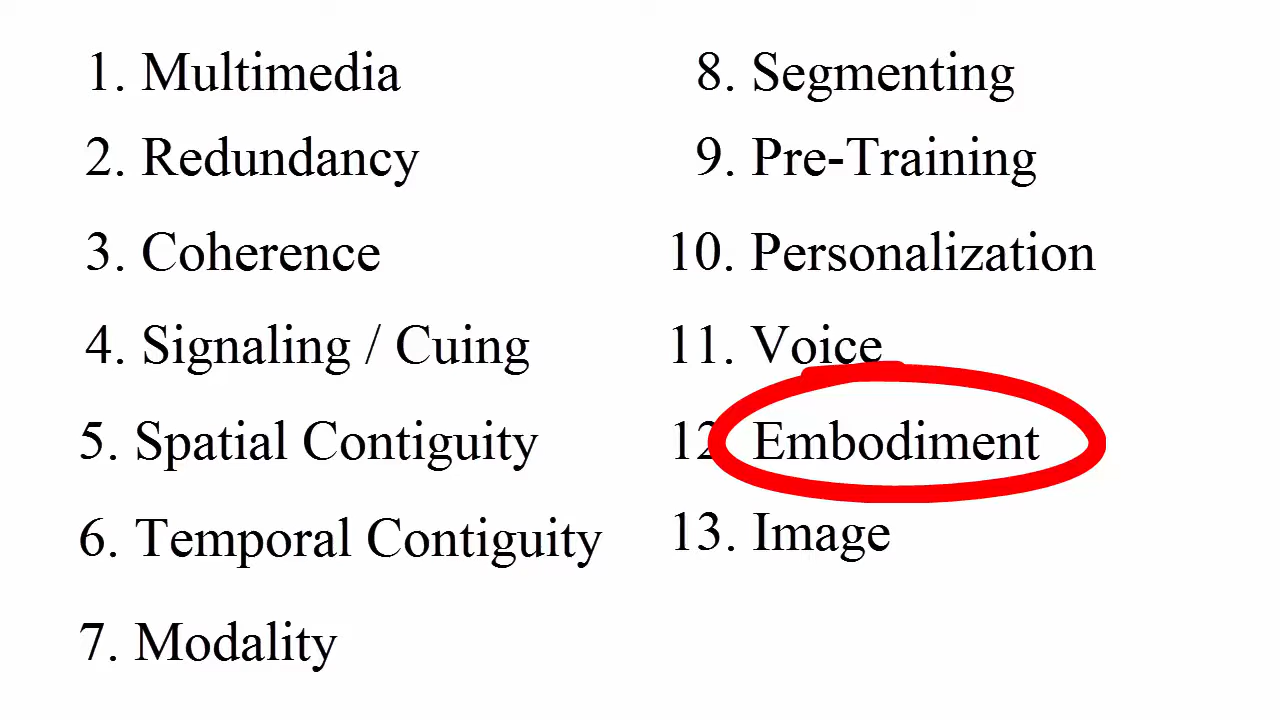 1. Multimedia
2. Redundancy
3. Coherence
4. Signaling / Cuing
5. Spatial Contiguity
6. Temporal Contiguity
7. Modality
8. Segmenting
9. Pre-Training
10. Personalization
11. Voice
12. Embodiment
13. Image